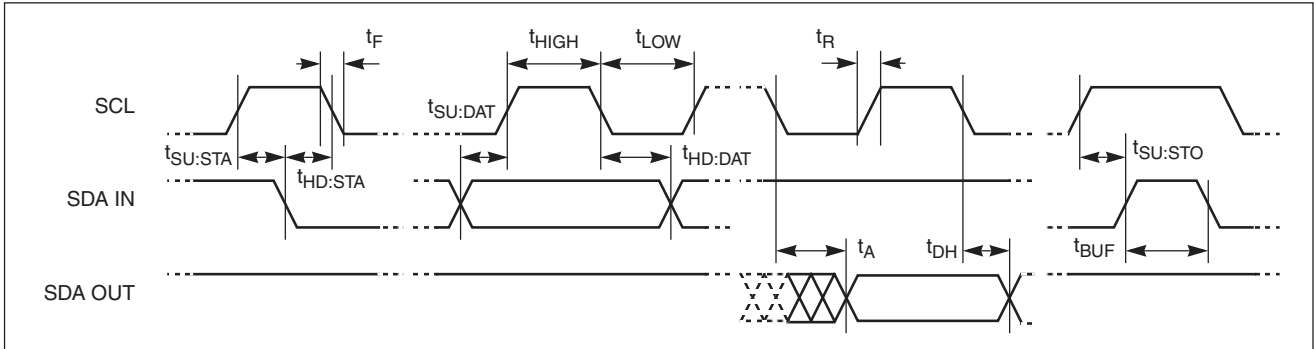 tF
tHIGH
tLOW
tR
SCL
tSU:DAT
tSU:STA
tHD:STA
tHD:DAT
tSU:STO
SDA IN
tA
tDH
tBUF
SDA OUT